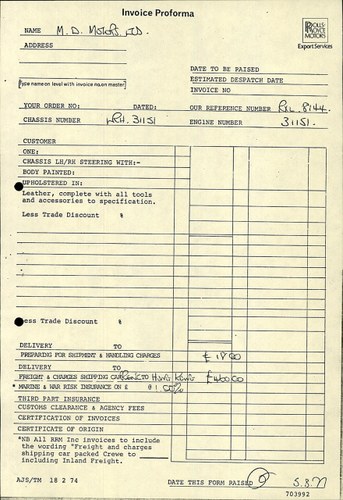 Invoice Proforma
ROLLS-ROYCE MOTORS
Export Services
NAME M.D. MOTORS LTD.
ADDRESS
DATE TO BE RAISED
ESTIMATED DESPATCH DATE
INVOICE NO
(Type name on level with invoice no.on master)
YOUR ORDER NO: DATED: OUR REFERENCE NUMBER RXL 8144
CHASSIS NUMBER LRH. 31151 ENGINE NUMBER 31151.
CUSTOMER
ONE:
CHASSIS LH/RH STEERING WITH:-
BODY PAINTED:
UPHOLSTERED IN:
Leather, complete with all tools
and accessories to specification.
Less Trade Discount %
Less Trade Discount %
DELIVERY TO
PREPARING FOR SHIPMENT & HANDLING CHARGES £18.00
DELIVERY TO
FREIGHT & CHARGES SHIPPING CAR TO HONG KONG £400.00
* MARINE & WAR RISK INSURANCE ON £ @
THIRD PART INSURANCE
CUSTOMS CLEARANCE & AGENCY FEES
CERTIFICATION OF INVOICES
CERTIFICATE OF ORIGIN
*NB All RRM Inc invoices to include
the wording "Freight and charges
shipping car packed Crewe to
including Inland Freight.
AJS/TM 18 2 74
DATE THIS FORM RAISED 5.8.77
703992